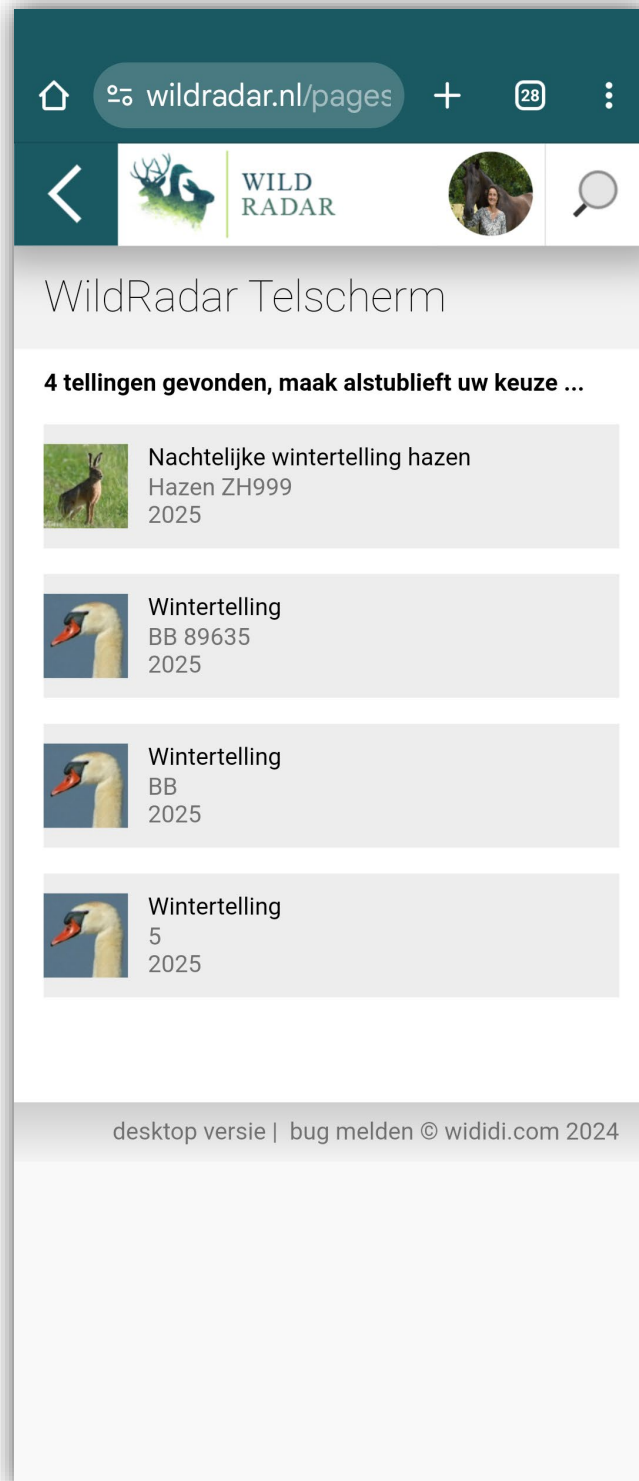 wildradar.nl/pages
28
WILD
RADAR
WildRadar Telscherm
4 tellingen gevonden, maak alstublieft uw keuze ...
Nachtelijke wintertelling hazen
Hazen ZH999
2025
Wintertelling
BB 89635
2025
Wintertelling
BB
2025
Wintertelling
5
2025
desktop versie | bug melden © wididi.com 2024